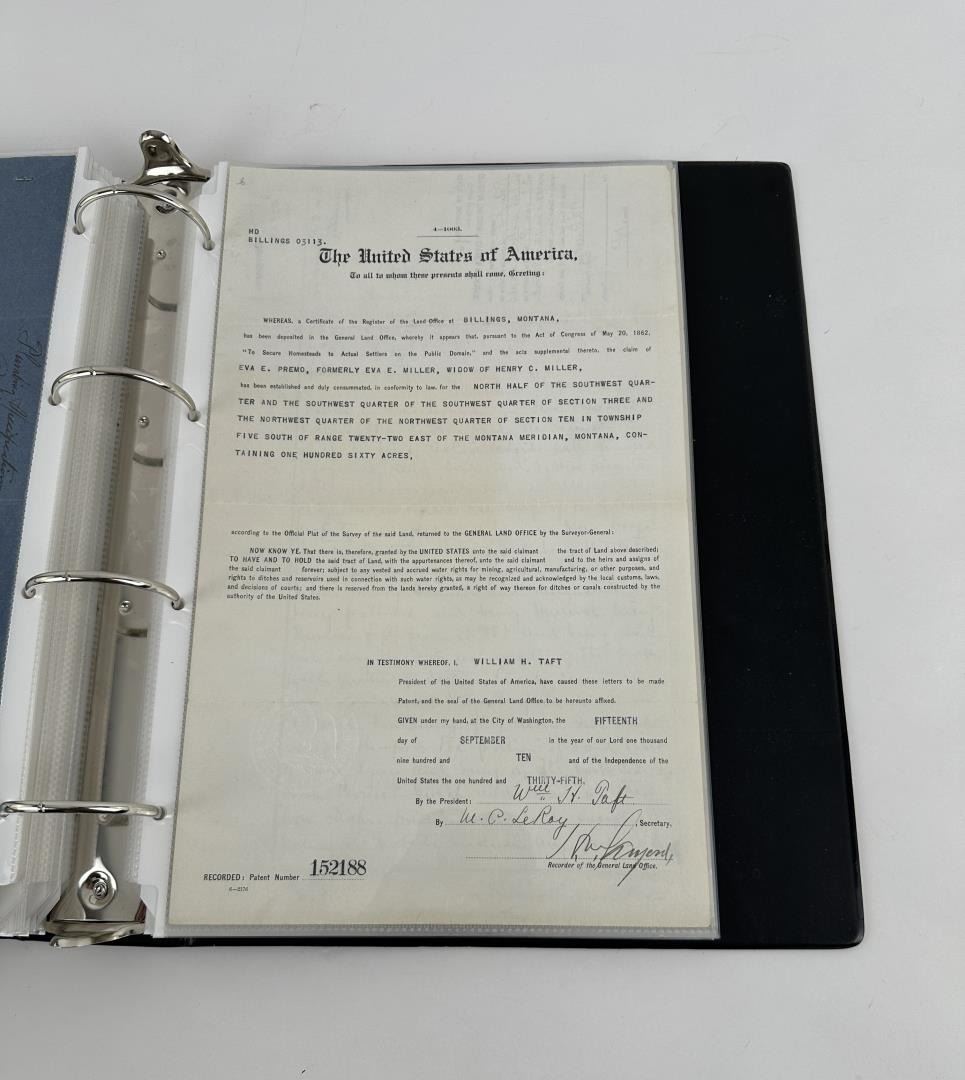 HD
4—1003.
BILLINGS 03113.
The United States of America,
To all to whom these presents shall come, Greeting:
WHEREAS, a Certificate of the Register of the Land Office at BILLINGS, MONTANA,
has been deposited in the General Land Office, whereby it appears that, pursuant to the Act of Congress of May 20, 1862,
"To Secure Homesteads to Actual Settlers on the Public Domain," and the acts supplemental thereto, the claim of
EVA E. PREMO, FORMERLY EVA E. MILLER, WIDOW OF HENRY C. MILLER,
has been established and duly consummated, in conformity to law, for the NORTH HALF OF THE SOUTHWEST QUAR-
TER AND THE SOUTHWEST QUARTER OF THE SOUTHWEST QUARTER OF SECTION THREE AND
THE NORTHWEST QUARTER OF THE NORTHWEST QUARTER OF SECTION TEN IN TOWNSHIP
FIVE SOUTH OF RANGE TWENTY-TWO EAST OF THE MONTANA MERIDIAN, MONTANA, CON-
TAINING ONE HUNDRED SIXTY ACRES,
according to the Official Plat of the Survey of the said Land, returned to the GENERAL LAND OFFICE by the Surveyor-General:
NOW KNOW YE, That there is, therefore, granted by the UNITED STATES unto the said claimant the tract of Land above described;
TO HAVE AND TO HOLD the said tract of Land, with the appurtenances thereof, unto the said claimant and to the heirs and assigns of
the said claimant forever; subject to any vested and accrued water rights for mining, agricultural, manufacturing, or other purposes, and
rights to ditches and reservoirs used in connection with such water rights, as may be recognized and acknowledged by the local customs, laws,
and decisions of courts; and there is reserved from the lands hereby granted, a right of way thereon for ditches or canals constructed by the
authority of the United States.
IN TESTIMONY WHEREOF, I, WILLIAM H. TAFT
President of the United States of America, have caused these letters to be made
Patent, and the seal of the General Land Office to be hereunto affixed.
GIVEN under my hand, at the City of Washington, the FIFTEENTH
day of SEPTEMBER in the year of our Lord one thousand
nine hundred and TEN and of the Independence of the
United States the one hundred and THIRTY-FIFTH.
By the President: Wm H. Taft
By M. P. LeRoy, Secretary,
Recorder of the General Land Office.
RECORDED: Patent Number 152188
6—2176